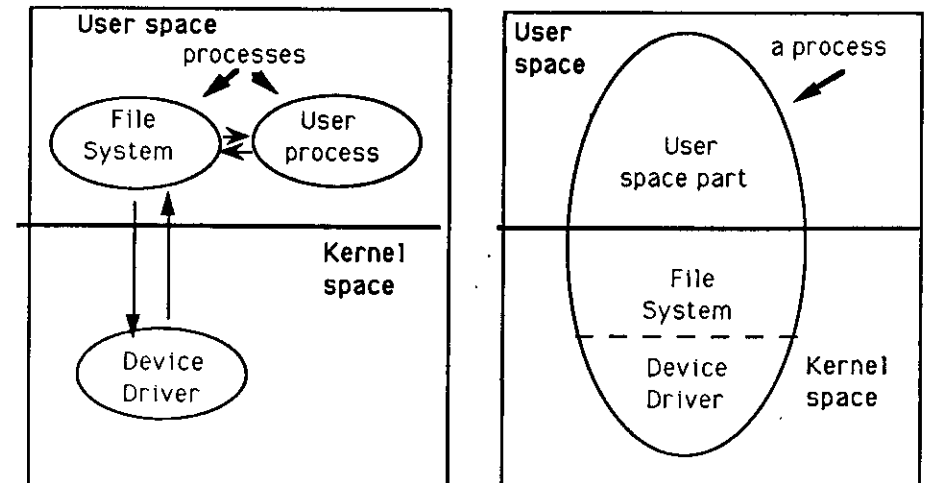 User space
processes
File
System
User
process
Kernel
space
Device
Driver
User
space
a process
User
space part
File
System
Device
Driver
Kernel
space